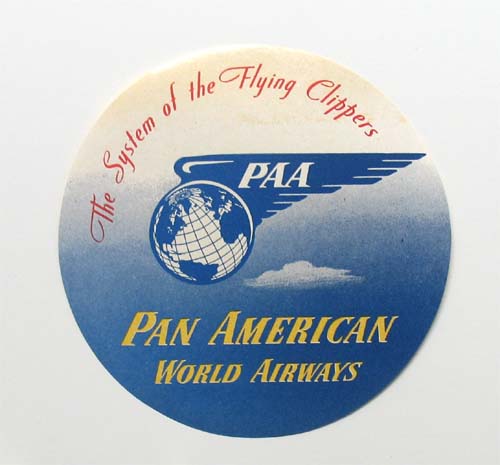 The System of the Flying Clippers
PAA
PAN AMERICAN
WORLD AIRWAYS